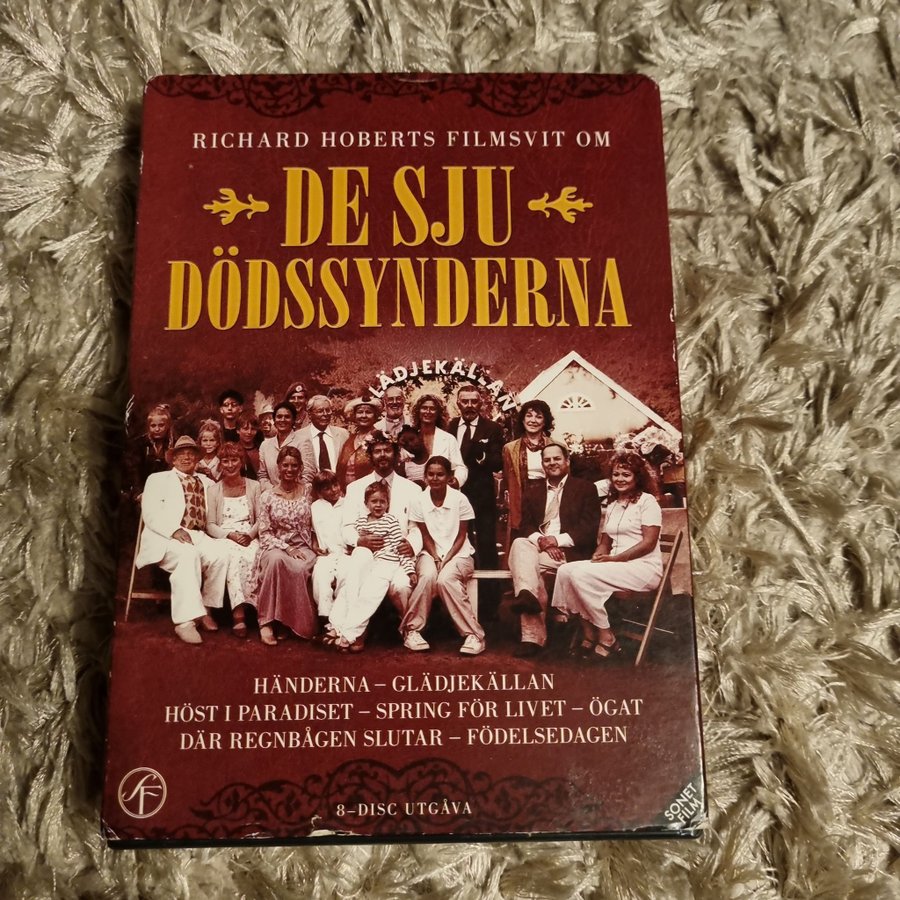 RICHARD HOBERTS FILMSVIT OM
DE SJU
DÖDSSYNDERNA
GLÄDJEKÄLLAN
HÄNDERNA – GLÄDJEKÄLLAN
HÖST I PARADISET – SPRING FÖR LIVET – ÖGAT
DÄR REGNBÅGEN SLUTAR – FÖDELSEDAGEN
SF
8–DISC UTGÅVA
SONET
FILM